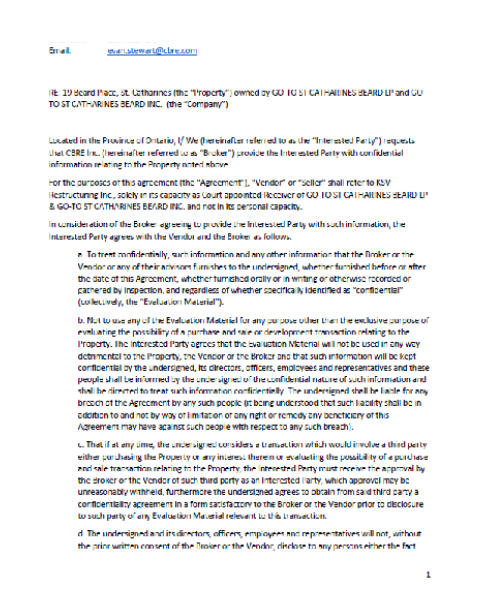 Email: evan.stewart@cbre.com
RE: 19 Beard Place, St. Catharines (the "Property") owned by GO TO ST CATHARINES BEARD LP and GO
TO ST CATHARINES BEARD INC. (the "Company")
Located in the Province of Ontario, I/ We (hereinafter referred to as the "Interested Party") requests
that CBRE Inc. (hereinafter referred to as "Broker") provide the Interested Party with confidential
information relating to the Property noted above.
For the purposes of this agreement (the "Agreement"), "Vendor" or "Seller" shall refer to KSV
Restructuring Inc., solely in its capacity as Court appointed Receiver of GO TO ST CATHARINES BEARD LP
& GO-TO ST CATHARINES BEARD INC. and not in its personal capacity.
In consideration of the Broker agreeing to provide the Interested Party with such information, the
Interested Party agrees with the Vendor and the Broker as follows:
a. To treat confidentially, such information and any other information that the Broker or the
Vendor or any of their advisors furnishes to the undersigned, whether furnished before or after
the date of this Agreement, whether furnished orally or in writing or otherwise recorded or
gathered by inspection, and regardless of whether specifically identified as "confidential"
(collectively, the "Evaluation Material").
b. Not to use any of the Evaluation Material for any purpose other than the exclusive purpose of
evaluating the possibility of a purchase and sale or development transaction relating to the
Property. The Interested Party agrees that the Evaluation Material will not be used in any way
detrimental to the Property, the Vendor or the Broker and that such information will be kept
confidential by the undersigned, its directors, officers, employees and representatives and these
people shall be informed by the undersigned of the confidential nature of such information and
shall be directed to treat such information confidentially. The undersigned shall be liable for any
breach of the Agreement by any such people (it being understood that such liability shall be in
addition to and not by way of limitation of any right or remedy any beneficiary of this
Agreement may have against such people with respect to any such breach).
c. That if at any time, the undersigned considers a transaction which would involve a third party
either purchasing the Property or any interest therein or evaluating the possibility of a purchase
and sale transaction relating to the Property, the Interested Party must receive the approval by
the Broker or the Vendor of such third party as an Interested Party, which approval may be
unreasonably withheld, furthermore the undersigned agrees to obtain from said third party a
confidentiality agreement in a form satisfactory to the Broker or the Vendor prior to disclosure
to such party of any Evaluation Material relevant to this transaction.
d. The undersigned and its directors, officers, employees and representatives will not, without
the prior written consent of the Broker or the Vendor, disclose to any persons either the fact
1